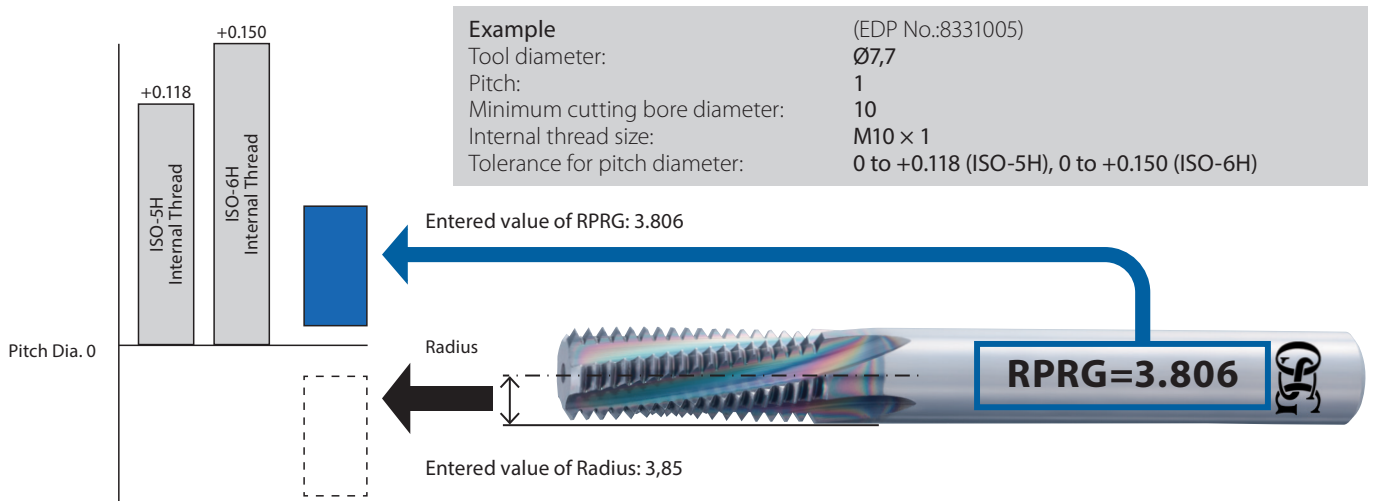 +0.150
+0.118
ISO-5H
Internal Thread
ISO-6H
Internal Thread
Pitch Dia. 0
Example (EDP No.:8331005)
Tool diameter: Ø7,7
Pitch: 1
Minimum cutting bore diameter: 10
Internal thread size: M10 × 1
Tolerance for pitch diameter: 0 to +0.118 (ISO-5H), 0 to +0.150 (ISO-6H)
Entered value of RPRG: 3.806
Radius
RPRG=3.806
OSG
Entered value of Radius: 3,85